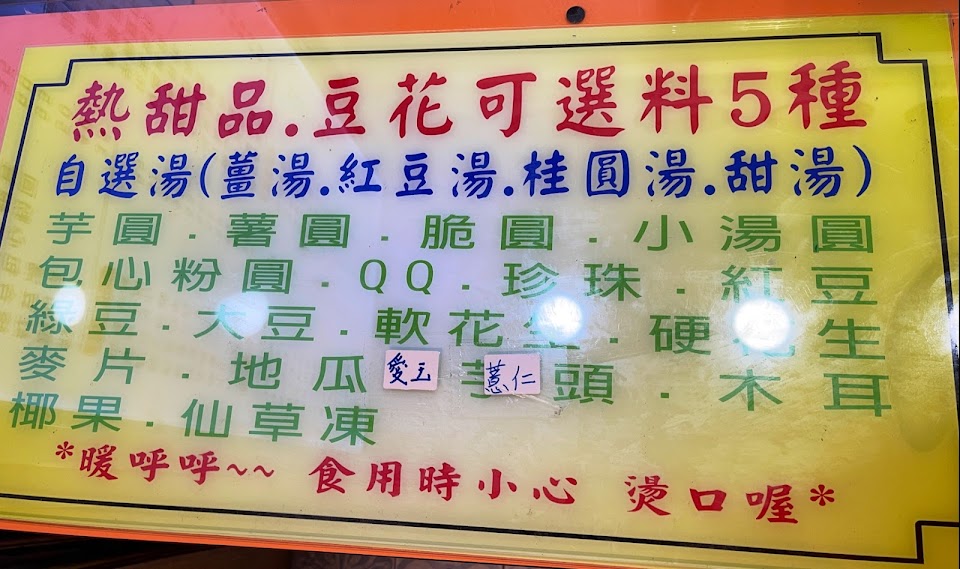 熱甜品.豆花可選料5種
自選湯(薑湯.紅豆湯.桂圓湯.甜湯)
芋圓.薯圓.脆圓.小湯圓
包心粉圓.QQ.珍珠.紅豆
綠豆.大豆.軟花生.硬花生
麥片.地瓜 愛玉 芋頭.木耳
薏仁
椰果.仙草凍
*暖呼呼~~ 食用時小心 燙口喔*